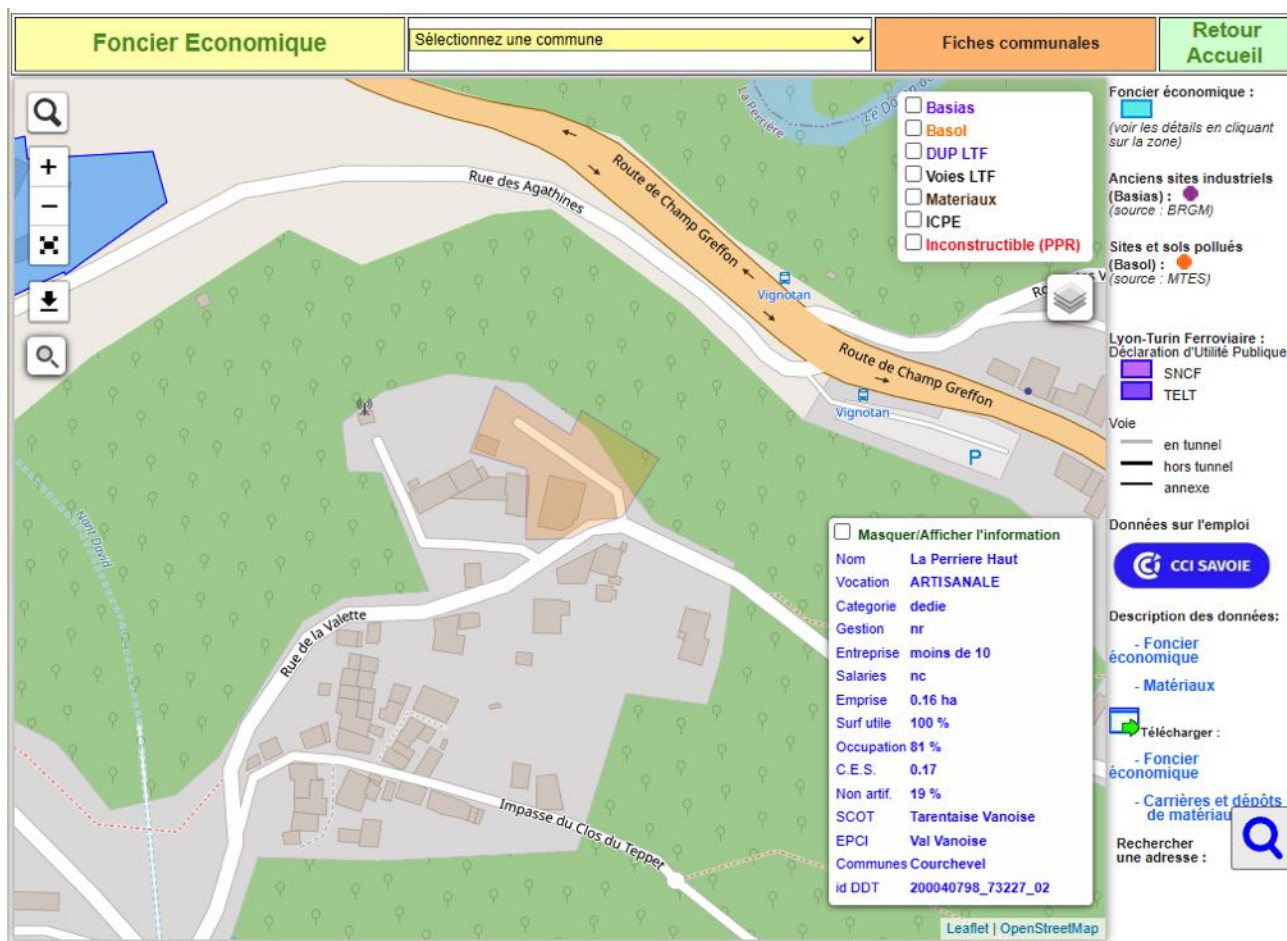 Foncier Economique
Sélectionnez une commune
Fiches communales
Retour
Accueil
Basias
Basol
DUP LTF
Voies LTF
Materiaux
ICPE
Inconstructible (PPR)
La Perrière
Rue des Agathines
Route de Champ Greffon
Vignotan
Route de Champ Greffon
Vignotan
P
Nant David
Rue de la Valette
Impasse du Clos du Teppet
Masquer/Afficher l'information
Nom La Perriere Haut
Vocation ARTISANALE
Categorie dedie
Gestion nr
Entreprise moins de 10
Salaries nc
Emprise 0.16 ha
Surf utile 100 %
Occupation 81 %
C.E.S. 0.17
Non artif. 19 %
SCOT Tarentaise Vanoise
EPCI Val Vanoise
Communes Courchevel
id DDT 200040798_73227_02
Leaflet | OpenStreetMap
Foncier économique :
(voir les détails en cliquant
sur la zone)
Anciens sites industriels
(Basias) :
(source : BRGM)
Sites et sols pollués
(Basol) :
(source : MTES)
Lyon-Turin Ferroviaire :
Déclaration d'Utilité Publique
SNCF
TELT
Voie
en tunnel
hors tunnel
annexe
Données sur l'emploi
CCI SAVOIE
Description des données:
- Foncier
économique
- Matériaux
Télécharger :
- Foncier
économique
- Carrières et dépôts
de matériau
Rechercher
une adresse :